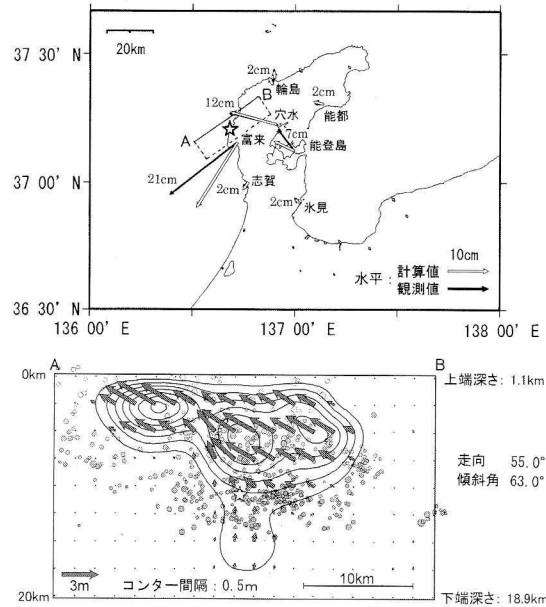 20km
37 30' N
37 00' N
36 30' N
136 00' E
137 00' E
138 00' E
2cm
輪島
B
12cm
穴水
2cm
能都
A
7cm
富来
能登島
21cm
2cm
志賀
2cm
氷見
10cm
水平:
計算値
観測値
A
B
0km
上端深さ: 1.1km
走向 55.0°
傾斜角 63.0°
3m
コンター間隔: 0.5m
10km
20km
下端深さ: 18.9km